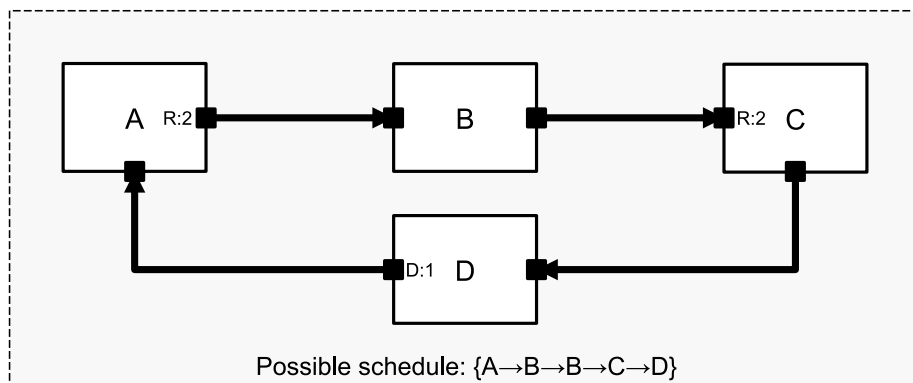 A R:2
B
R:2 C
D:1 D
Possible schedule: {A→B→B→C→D}